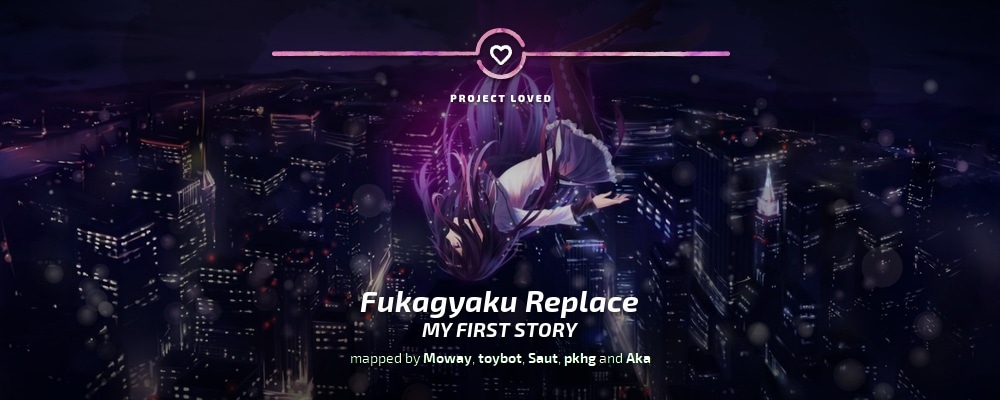 PROJECT LOVED
Fukagyaku Replace
MY FIRST STORY
mapped by Moway, toybot, Saut, pkhg and Aka